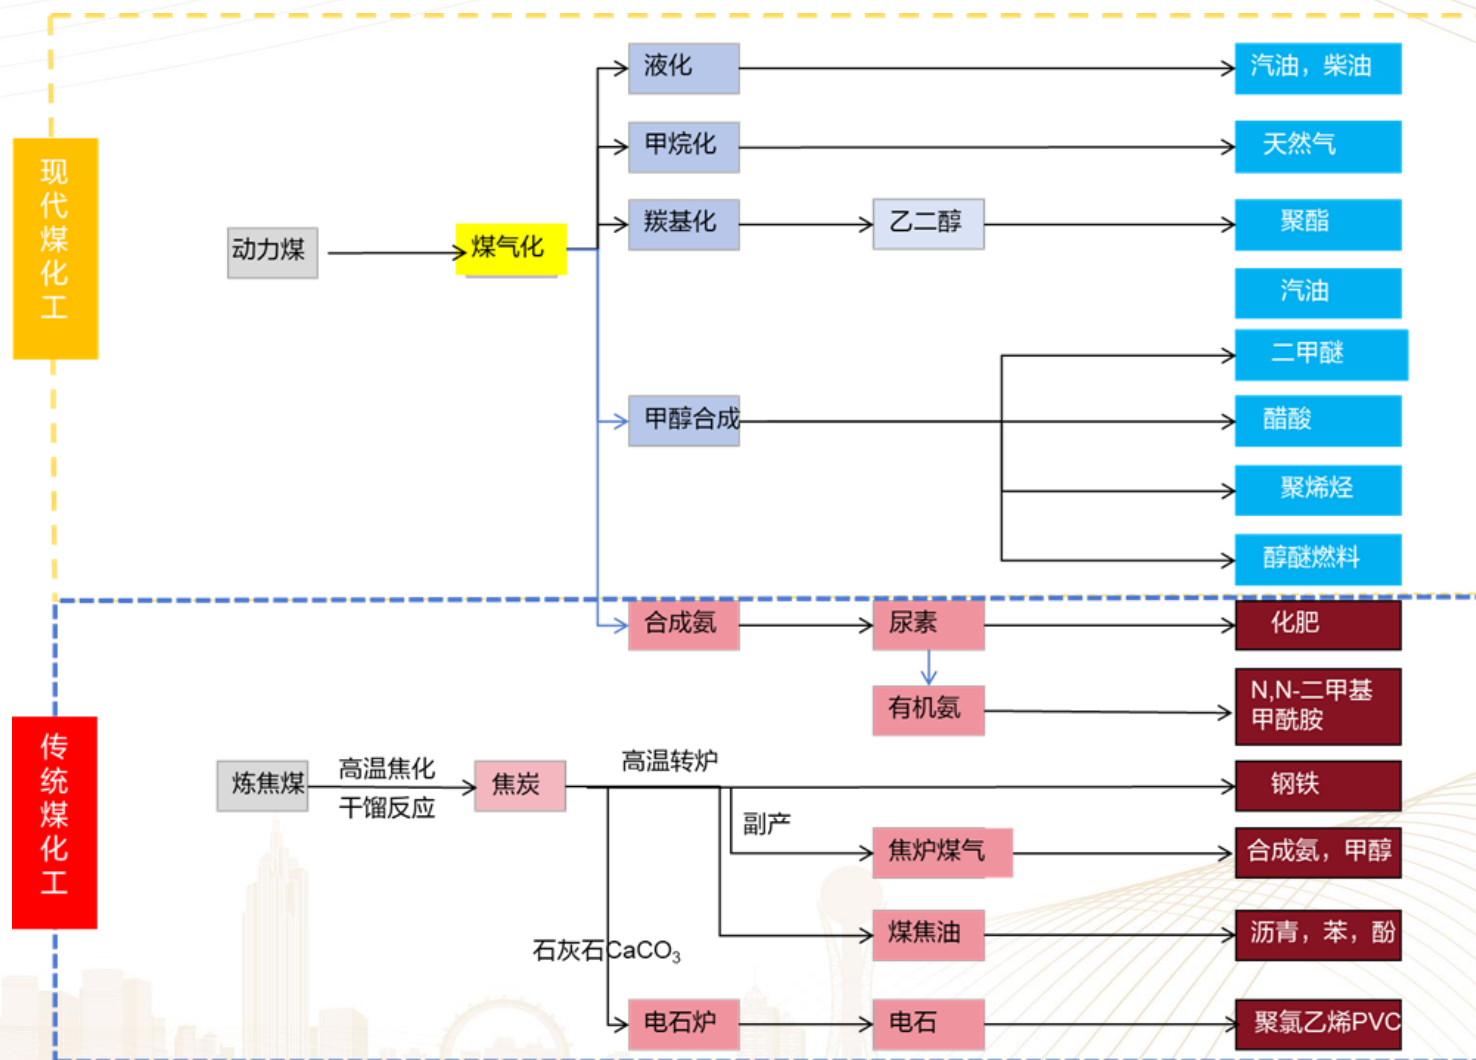 现代煤化工
动力煤
煤气化
液化
汽油，柴油
甲烷化
天然气
羰基化
乙二醇
聚酯
汽油
甲醇合成
二甲醚
醋酸
聚烯烃
醇醚燃料
传统煤化工
合成氨
尿素
化肥
有机氨
N,N-二甲基
甲酰胺
炼焦煤
高温焦化
干馏反应
焦炭
高温转炉
钢铁
副产
焦炉煤气
合成氨，甲醇
煤焦油
沥青，苯，酚
石灰石CaCO₃
电石炉
电石
聚氯乙烯PVC